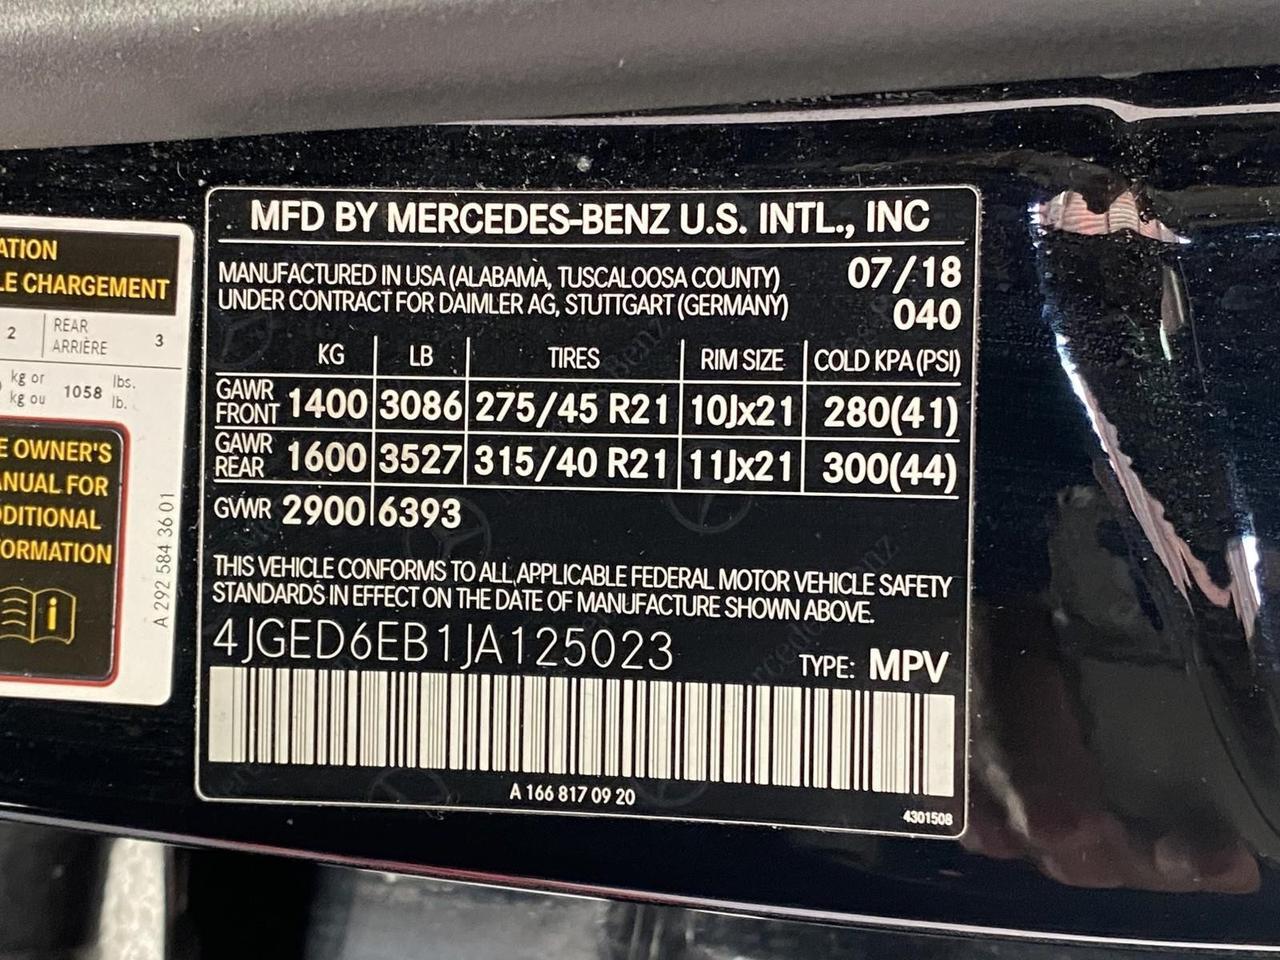 ATION
LE CHARGEMENT
2 REAR ARRIÈRE 3
kg or kg ou 1058 lbs. lb.
E OWNER'S
ANUAL FOR
DDITIONAL
FORMATION
A 292 584 36 01
MFD BY MERCEDES-BENZ U.S. INTL., INC
MANUFACTURED IN USA (ALABAMA, TUSCALOOSA COUNTY) 07/18
UNDER CONTRACT FOR DAIMLER AG, STUTTGART (GERMANY) 040
KG LB TIRES RIM SIZE COLD KPA (PSI)
GAWR FRONT 1400 3086 275/45 R21 10Jx21 280(41)
GAWR REAR 1600 3527 315/40 R21 11Jx21 300(44)
GVWR 2900 6393
THIS VEHICLE CONFORMS TO ALL APPLICABLE FEDERAL MOTOR VEHICLE SAFETY
STANDARDS IN EFFECT ON THE DATE OF MANUFACTURE SHOWN ABOVE.
4JGED6EB1JA125023
TYPE: MPV
A 166 817 09 20
4301508